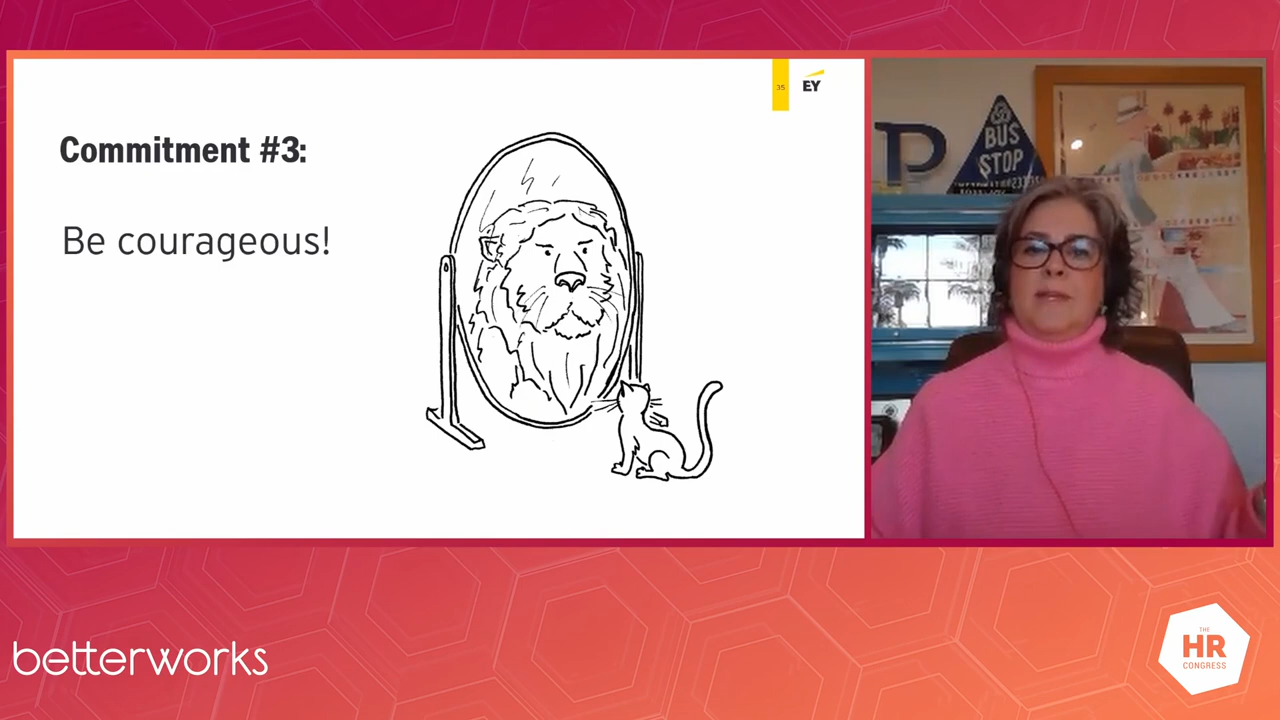 35
EY
Commitment #3:
Be courageous!
P
BUS
STOP
betterworks
THE
HR
CONGRESS